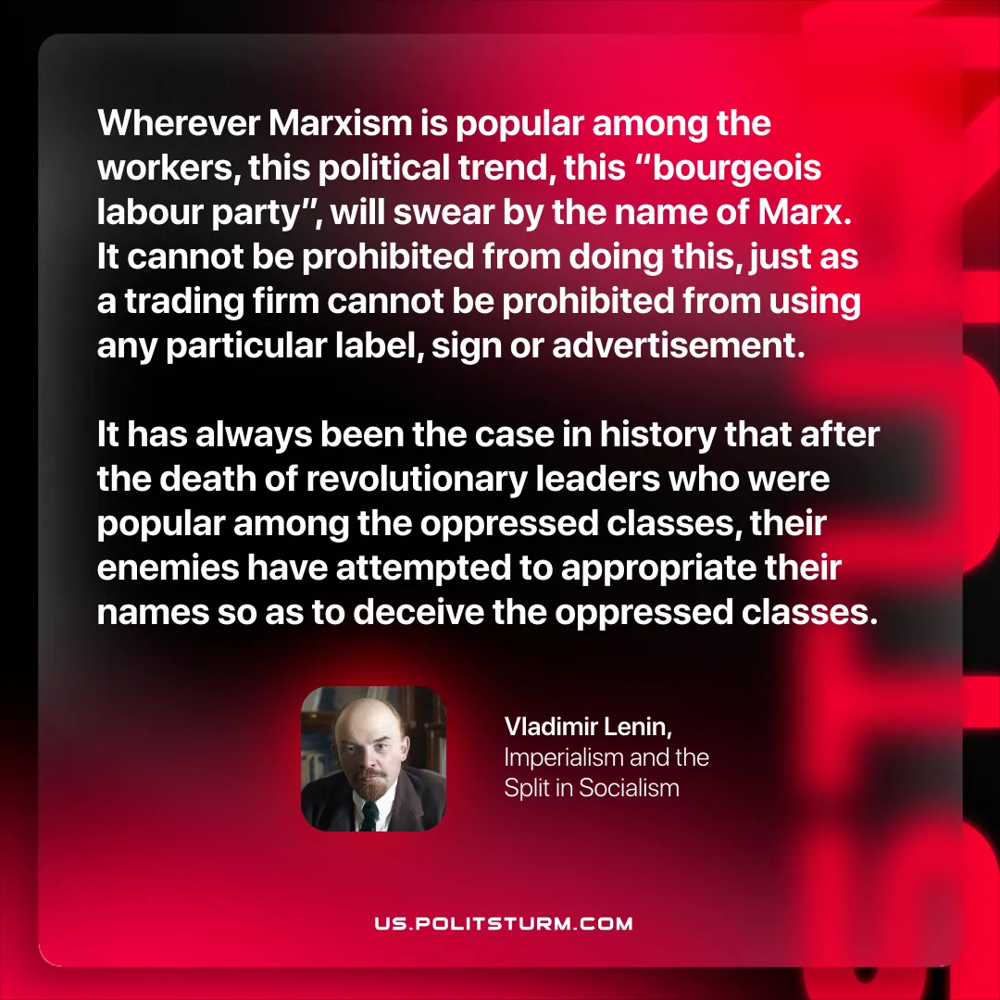 Wherever Marxism is popular among the
workers, this political trend, this “bourgeois
labour party”, will swear by the name of Marx.
It cannot be prohibited from doing this, just as
a trading firm cannot be prohibited from using
any particular label, sign or advertisement.
It has always been the case in history that after
the death of revolutionary leaders who were
popular among the oppressed classes, their
enemies have attempted to appropriate their
names so as to deceive the oppressed classes.
Vladimir Lenin,
Imperialism and the
Split in Socialism
US.POLITSTURM.COM